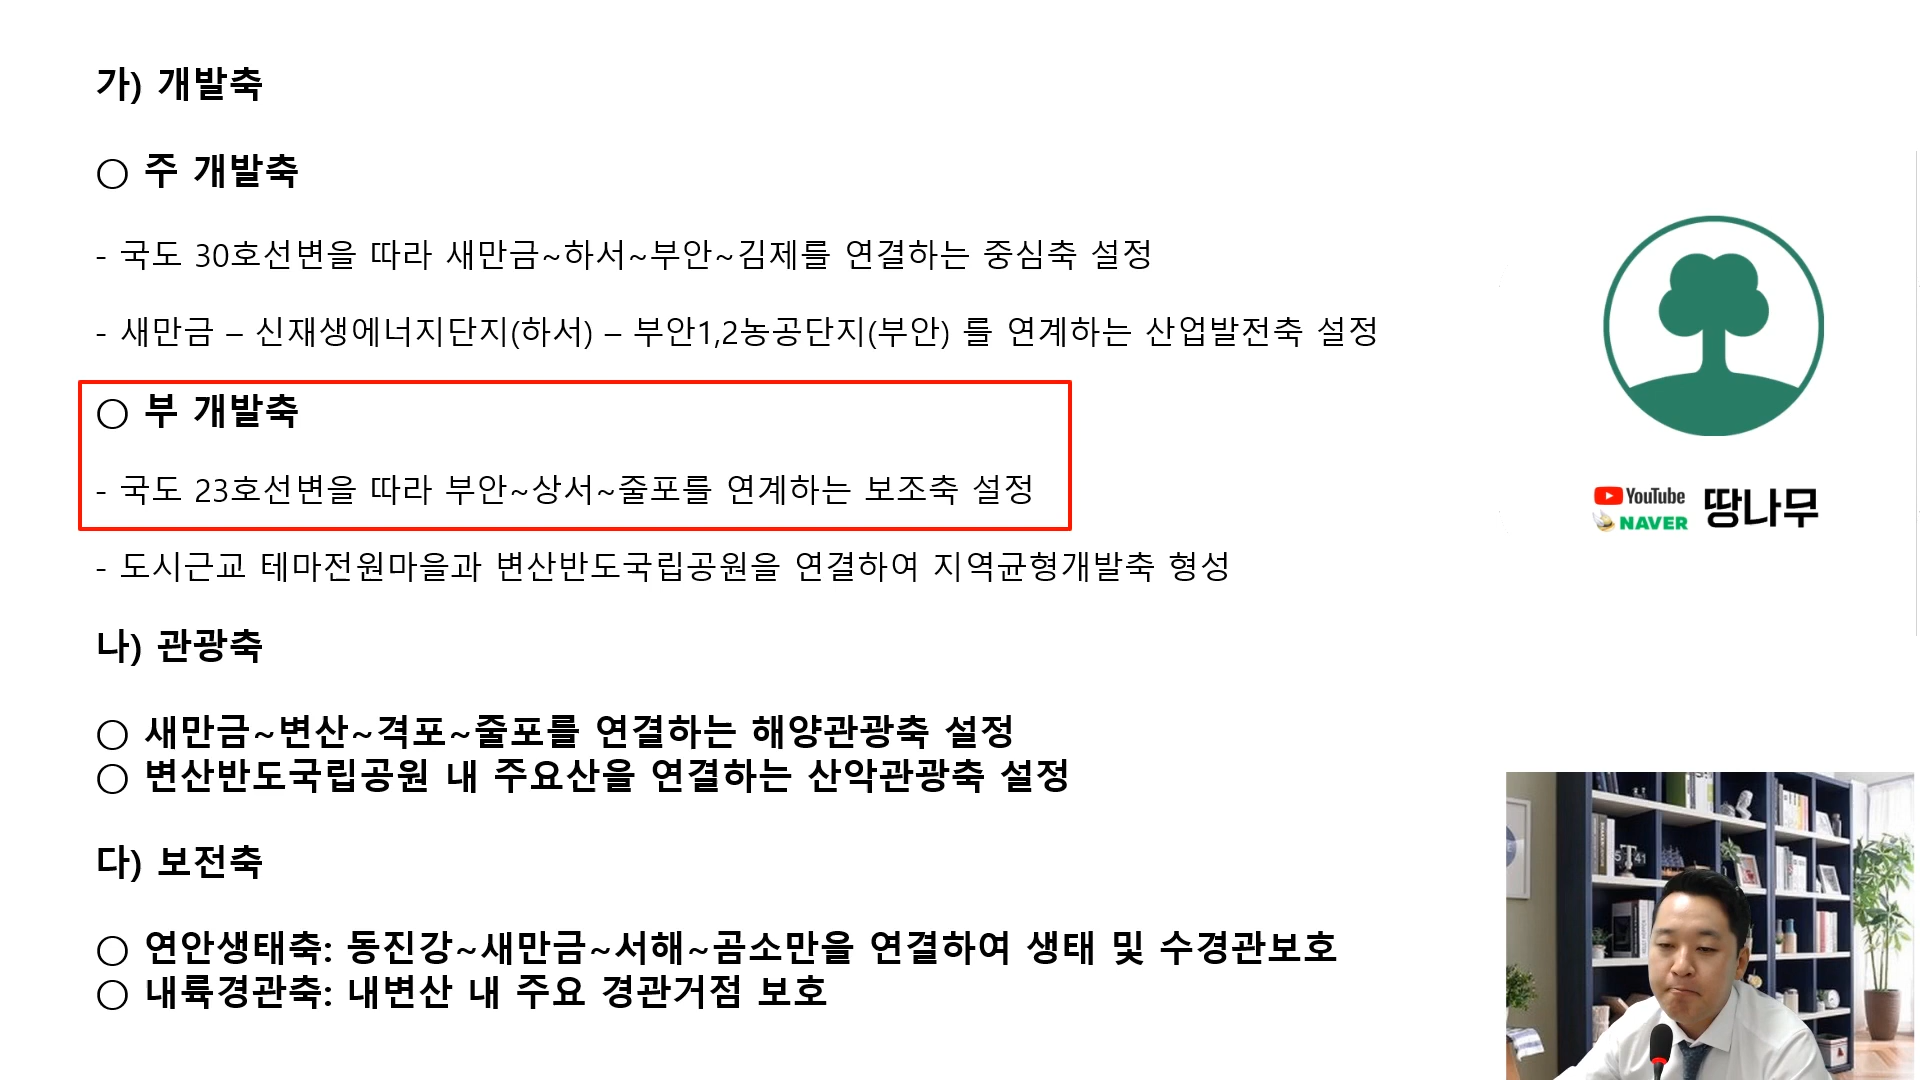 가) 개발축
○ 주 개발축
- 국도 30호선변을 따라 새만금~하서~부안~김제를 연결하는 중심축 설정
- 새만금 – 신재생에너지단지(하서) – 부안1,2농공단지(부안) 를 연계하는 산업발전축 설정
○ 부 개발축
- 국도 23호선변을 따라 부안~상서~줄포를 연계하는 보조축 설정
- 도시근교 테마전원마을과 변산반도국립공원을 연결하여 지역균형개발축 형성
나) 관광축
○ 새만금~변산~격포~줄포를 연결하는 해양관광축 설정
○ 변산반도국립공원 내 주요산을 연결하는 산악관광축 설정
다) 보전축
○ 연안생태축: 동진강~새만금~서해~곰소만을 연결하여 생태 및 수경관보호
○ 내륙경관축: 내변산 내 주요 경관거점 보호
YouTube
NAVER
땅나무